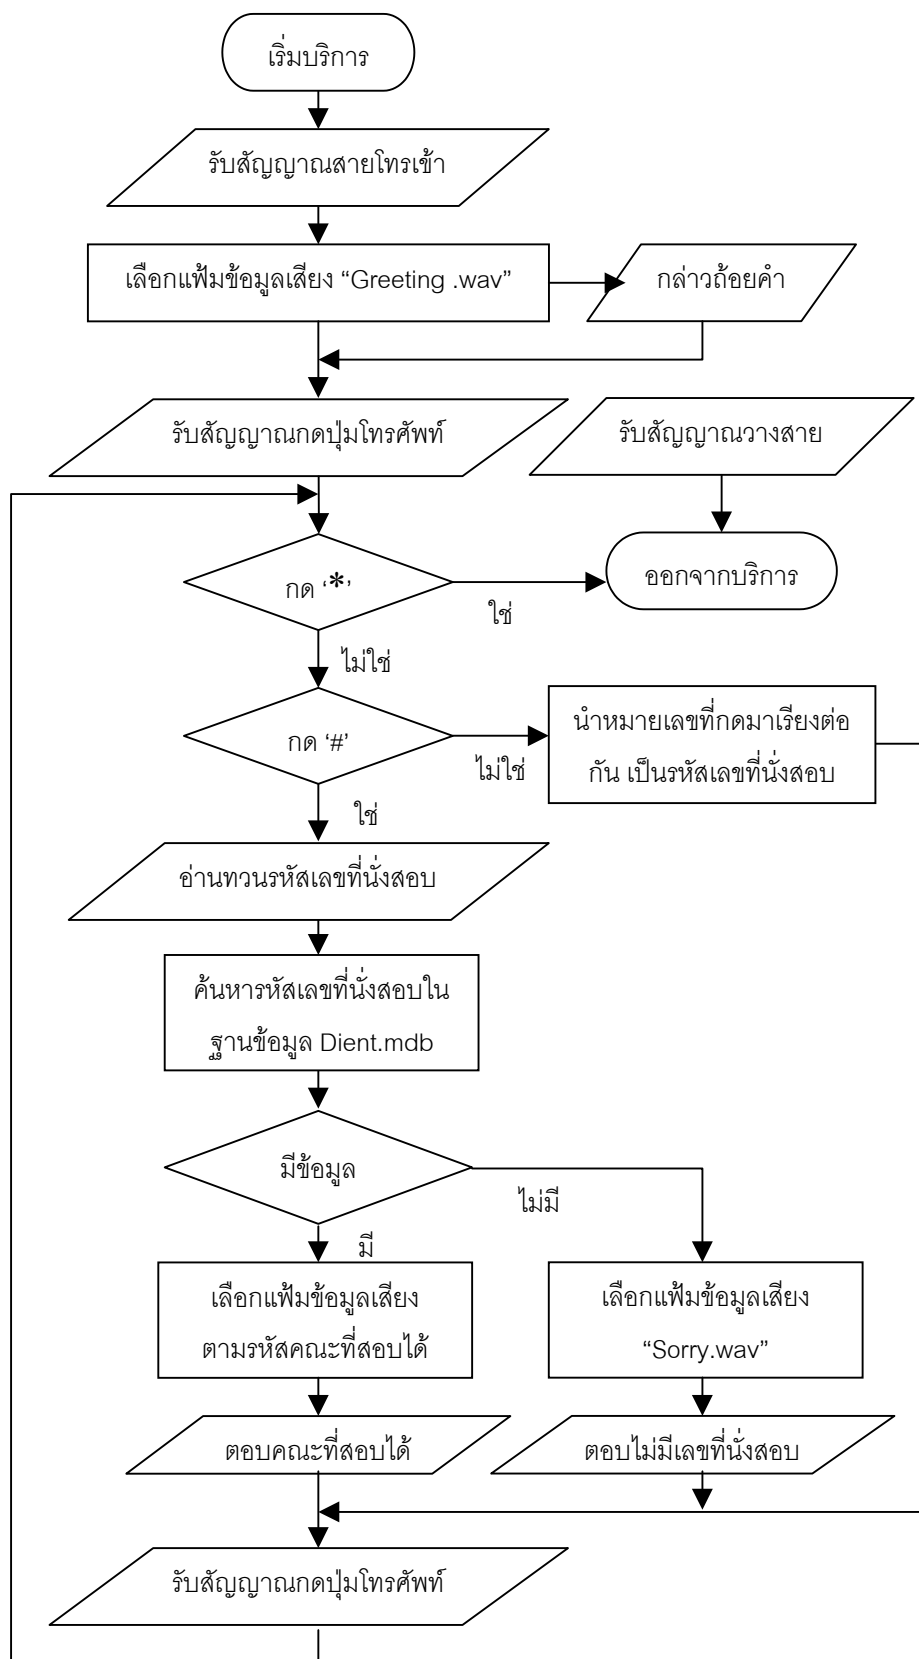 เริ่มบริการ
รับสัญญาณสายโทรเข้า
เลือกแฟ้มข้อมูลเสียง “Greeting .wav”
กล่าวถ้อยคำ
รับสัญญาณกดปุ่มโทรศัพท์
รับสัญญาณวางสาย
กด ‘*’
ใช่
ออกจากบริการ
ไม่ใช่
กด ‘#’
ไม่ใช่
นำหมายเลขที่กดมาเรียงต่อ
กัน เป็นรหัสเลขที่นั่งสอบ
ใช่
อ่านทวนรหัสเลขที่นั่งสอบ
ค้นหารหัสเลขที่นั่งสอบใน
ฐานข้อมูล Dient.mdb
มีข้อมูล
ไม่มี
มี
เลือกแฟ้มข้อมูลเสียง
ตามรหัสคณะที่สอบได้
เลือกแฟ้มข้อมูลเสียง
“Sorry.wav”
ตอบคณะที่สอบได้
ตอบไม่มีเลขที่นั่งสอบ
รับสัญญาณกดปุ่มโทรศัพท์